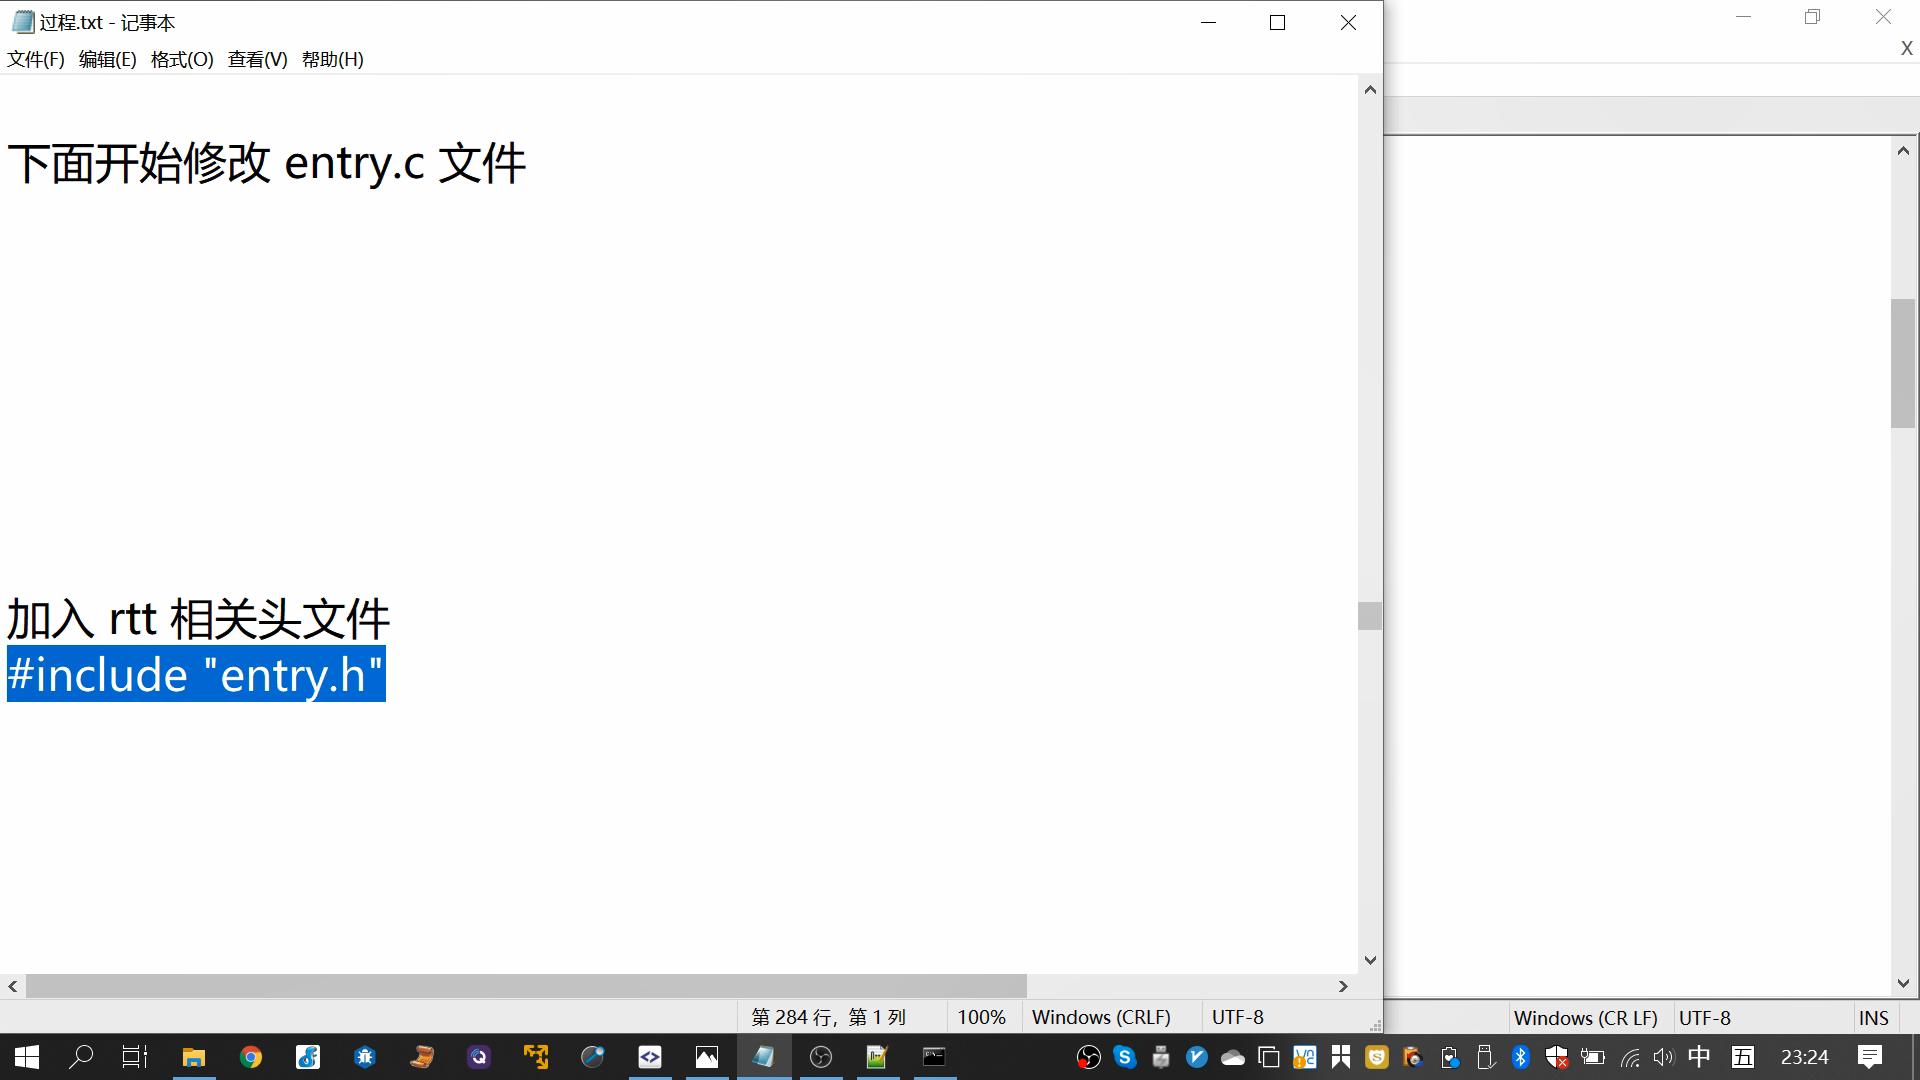 过程.txt - 记事本
X
文件(F) 编辑(E) 格式(O) 查看(V) 帮助(H)
下面开始修改 entry.c 文件
加入 rtt 相关头文件
#include "entry.h"
第 284 行，第 1 列 100% Windows (CRLF) UTF-8
Windows (CR LF) UTF-8 INS
中 五 23:24